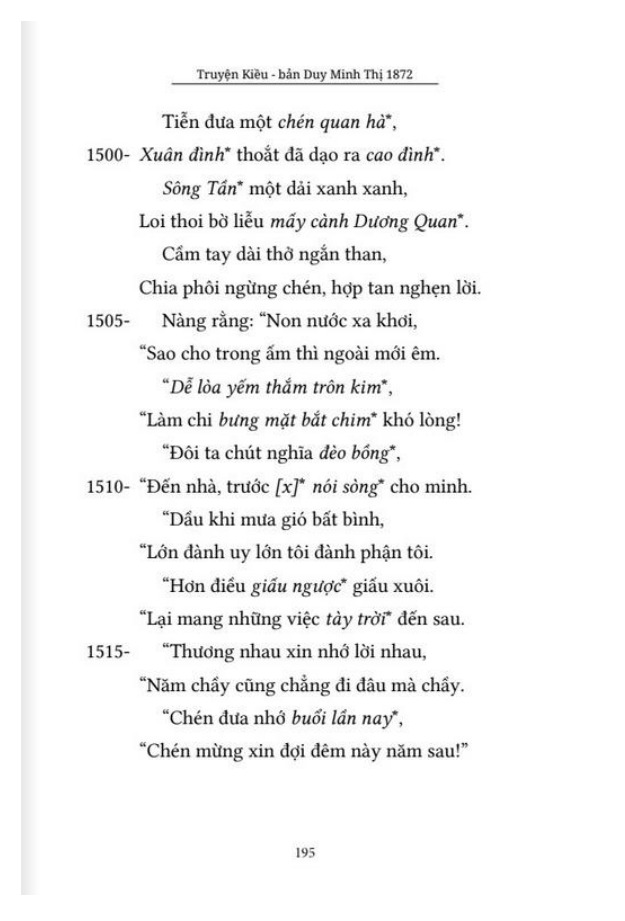 Truyện Kiều - bản Duy Minh Thị 1872
Tiễn đưa một chén quan hà*,
1500- Xuân đình* thoắt đã dạo ra cao đình*.
Sông Tần* một dải xanh xanh,
Loi thoi bờ liễu mấy cành Dương Quan*.
Cầm tay dài thở ngắn than,
Chia phôi ngừng chén, hợp tan nghẹn lời.
1505- Nàng rằng: “Non nước xa khơi,
“Sao cho trong ấm thì ngoài mới êm.
“Dễ lòa yếm thắm trôn kim*,
“Làm chi bưng mặt bắt chim* khó lòng!
“Đôi ta chút nghĩa đèo bồng*,
1510- “Đến nhà, trước [x]* nói sòng* cho minh.
“Dầu khi mưa gió bất bình,
“Lớn đành uy lớn tôi đành phận tôi.
“Hơn điều giấu ngược* giấu xuôi.
“Lại mang những việc tày trời* đến sau.
1515- “Thương nhau xin nhớ lời nhau,
“Năm chầy cũng chẳng đi đâu mà chầy.
“Chén đưa nhớ buổi lần nay*,
“Chén mừng xin đợi đêm này năm sau!”
195